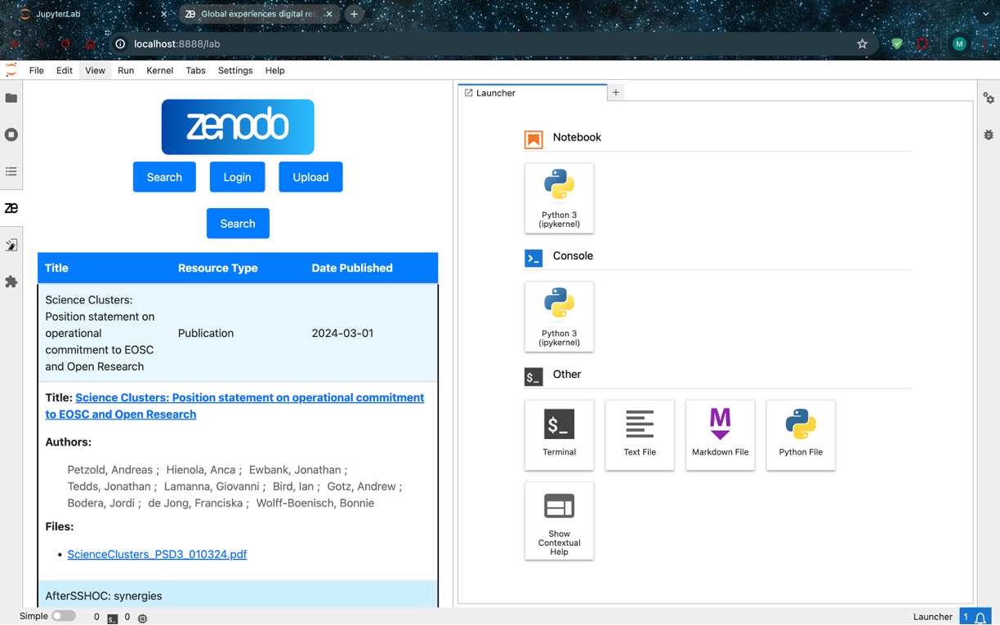 JupyterLab
Global experiences digital res
localhost:8888/lab
M
File Edit View Run Kernel Tabs Settings Help
zenodo
Search Login Upload
Search
Title Resource Type Date Published
Science Clusters:
Position statement on
operational
commitment to EOSC
and Open Research
Publication
2024-03-01
Title: Science Clusters: Position statement on operational commitment
to EOSC and Open Research
Authors:
Petzold, Andreas ; Hienola, Anca ; Ewbank, Jonathan ;
Tedds, Jonathan ; Lamanna, Giovanni ; Bird, Ian ; Gotz, Andrew ;
Bodera, Jordi ; de Jong, Franciska ; Wolff-Boenisch, Bonnie
Files:
• ScienceClusters_PSD3_010324.pdf
AfterSSHOC: synergies
Launcher
Notebook
Python 3
(ipykernel)
Console
Python 3
(ipykernel)
$_ Other
$_
Terminal
Text File
M
Markdown File
Python File
Show
Contextual
Help
ze
Simple 0 $_ 0
Launcher 1